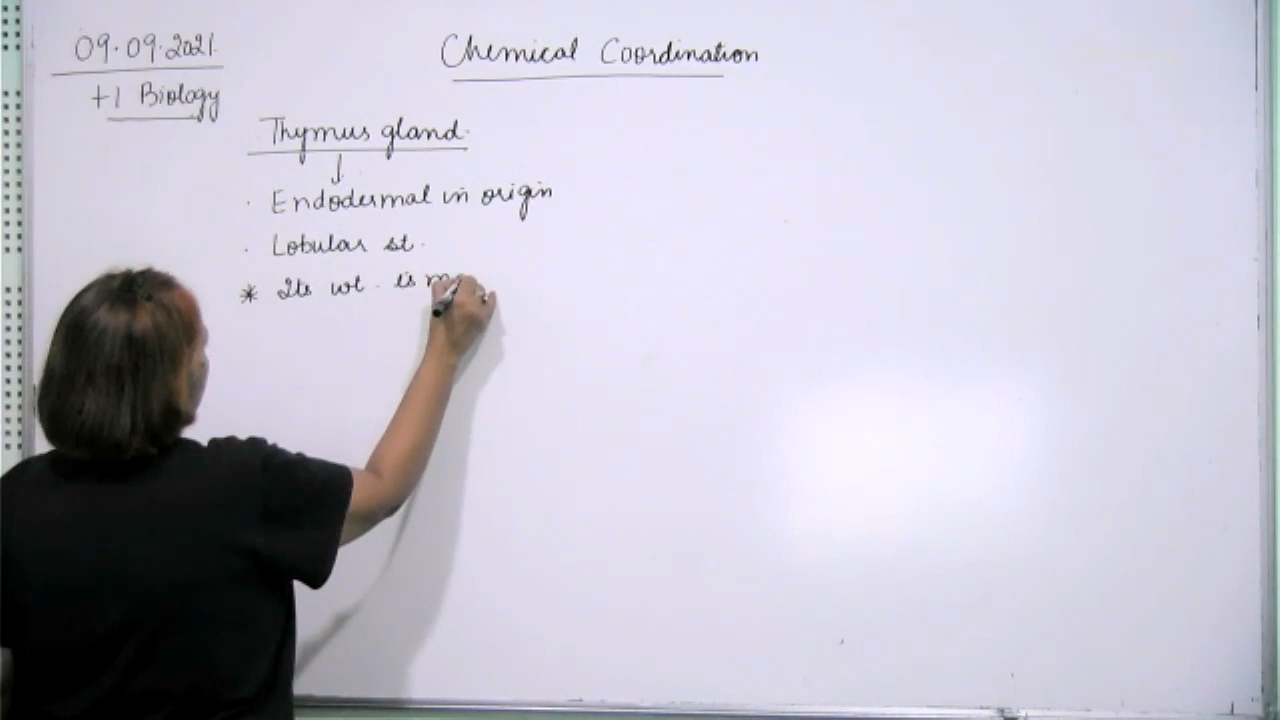 09.09.2021.
Chemical Coordination
+1 Biology
Thymus gland.
↓
. Endodermal in origin
. Lobular st.
* Its wt. is